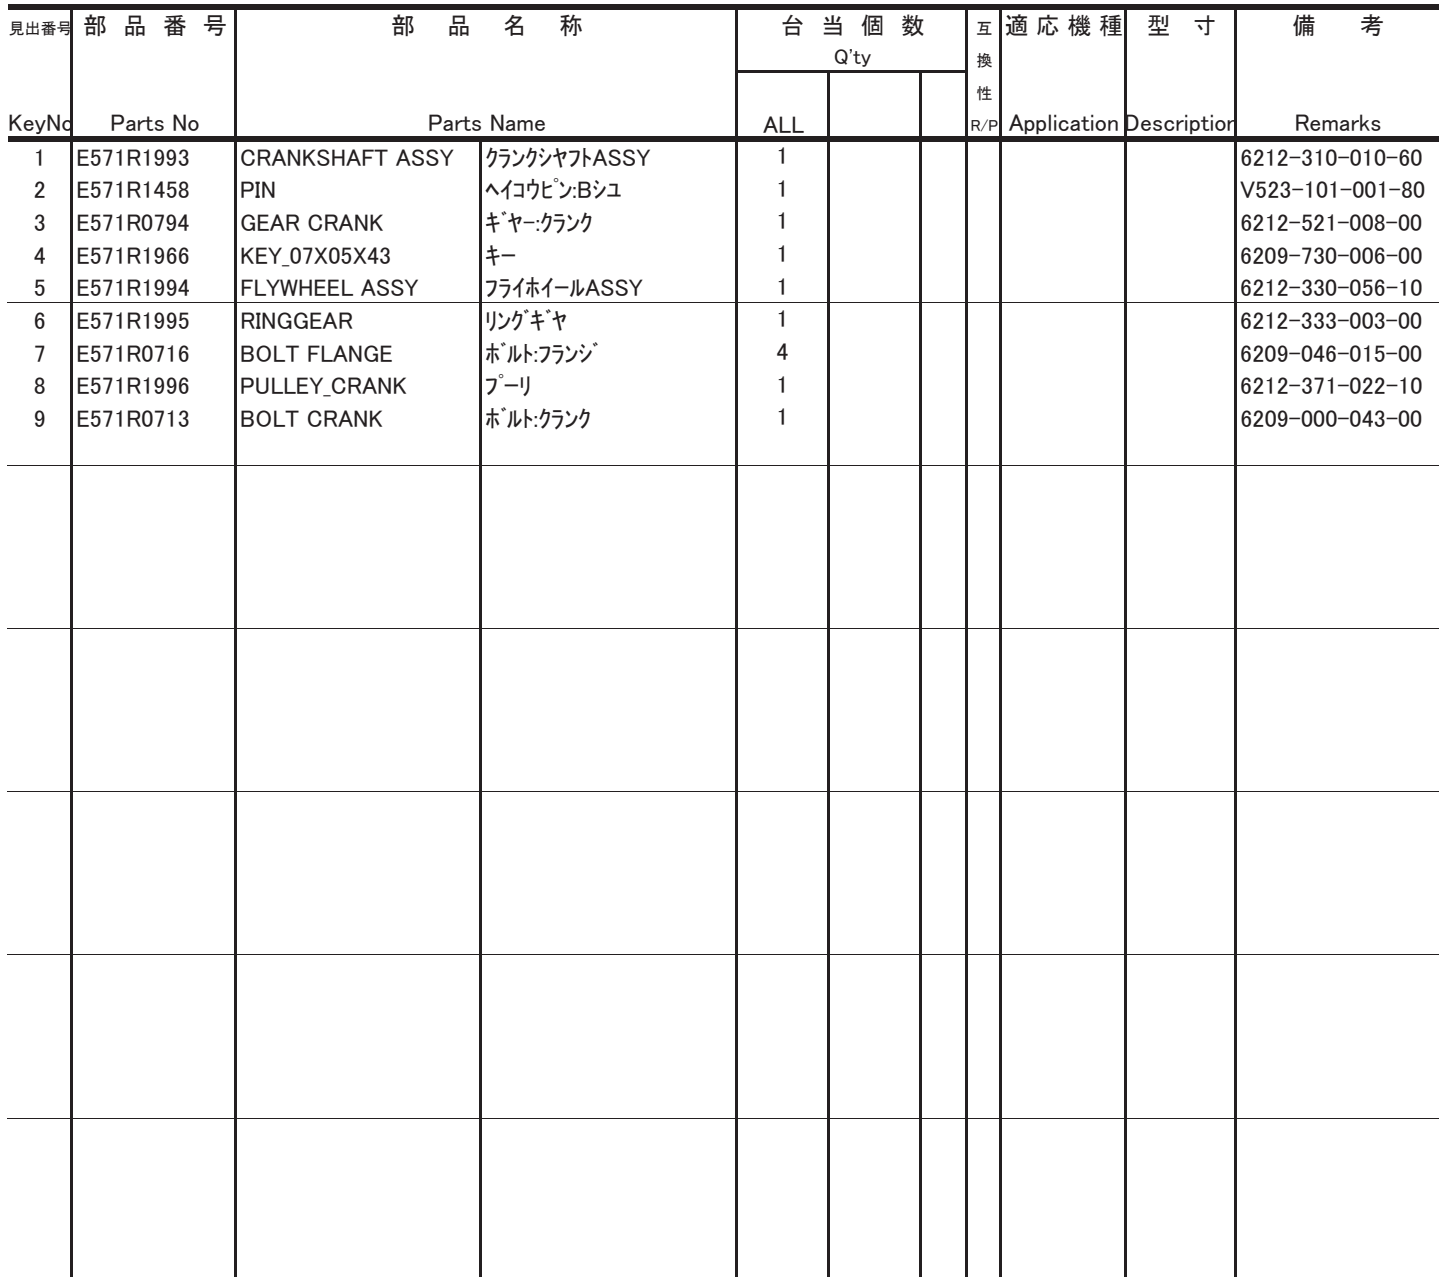 見出番号 部品番号 部品名称 台当個数 互 適応機種 型寸 備考
Q'ty 換
性
KeyNo Parts No Parts Name ALL R/P Application Description Remarks
1 E571R1993 CRANKSHAFT ASSY クランクシヤフトASSY 1 6212-310-010-60
2 E571R1458 PIN ヘイコウピン:Bシユ 1 V523-101-001-80
3 E571R0794 GEAR CRANK ギヤー:クランク 1 6212-521-008-00
4 E571R1966 KEY_07X05X43 キー 1 6209-730-006-00
5 E571R1994 FLYWHEEL ASSY フライホイールASSY 1 6212-330-056-10
6 E571R1995 RINGGEAR リングギヤ 1 6212-333-003-00
7 E571R0716 BOLT FLANGE ボルト:フランジ 4 6209-046-015-00
8 E571R1996 PULLEY_CRANK プーリ 1 6212-371-022-10
9 E571R0713 BOLT CRANK ボルト:クランク 1 6209-000-043-00